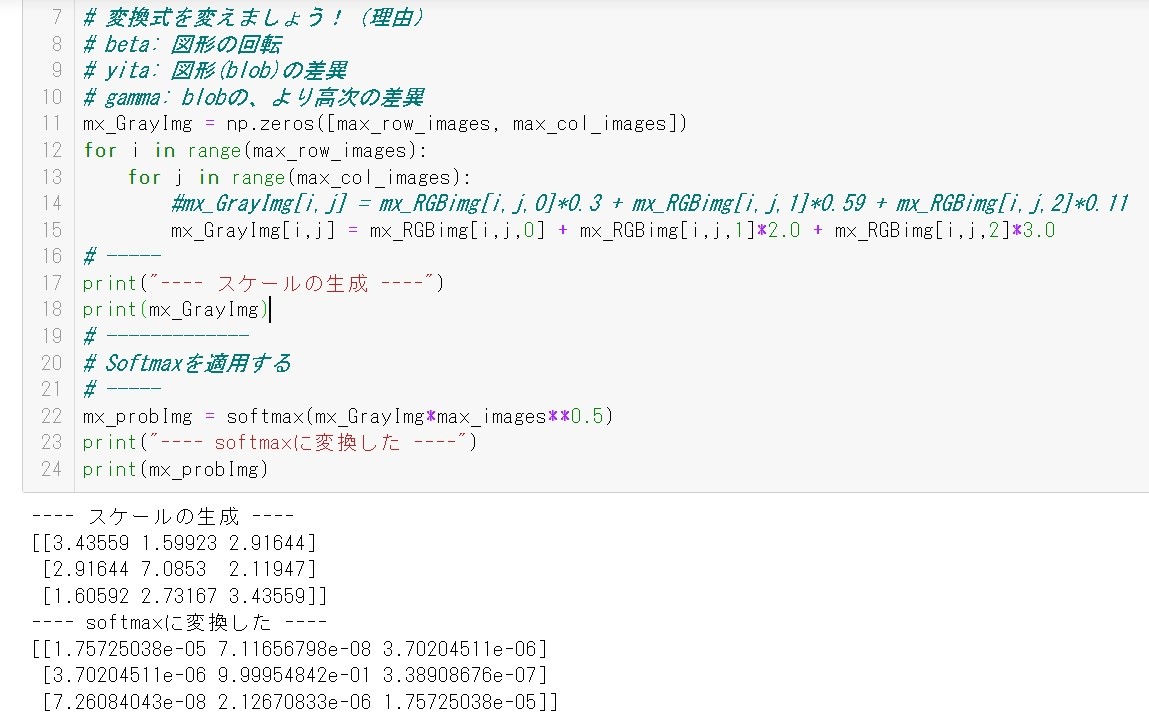 7 # 変換式を変えましょう！（理由）
8 # beta: 図形の回転
9 # yita: 図形(blob)の差異
10 # gamma: blobの、より高次の差異
11 mx_GrayImg = np.zeros([max_row_images, max_col_images])
12 for i in range(max_row_images):
13     for j in range(max_col_images):
14         #mx_GrayImg[i,j] = mx_RGBimg[i,j,0]*0.3 + mx_RGBimg[i,j,1]*0.59 + mx_RGBimg[i,j,2]*0.11
15         mx_GrayImg[i,j] = mx_RGBimg[i,j,0] + mx_RGBimg[i,j,1]*2.0 + mx_RGBimg[i,j,2]*3.0
16 # -----
17 print("---- スケールの生成 ----")
18 print(mx_GrayImg)
19 # -------------
20 # Softmaxを適用する
21 # -----
22 mx_probImg = softmax(mx_GrayImg*max_images**0.5)
23 print("---- softmaxに変換した ----")
24 print(mx_probImg)
---- スケールの生成 ----
[[3.43559 1.59923 2.91644]
 [2.91644 7.0853  2.11947]
 [1.60592 2.73167 3.43559]]
---- softmaxに変換した ----
[[1.75725038e-05 7.11656798e-08 3.70204511e-06]
 [3.70204511e-06 9.99954842e-01 3.38908676e-07]
 [7.26084043e-08 2.12670833e-06 1.75725038e-05]]